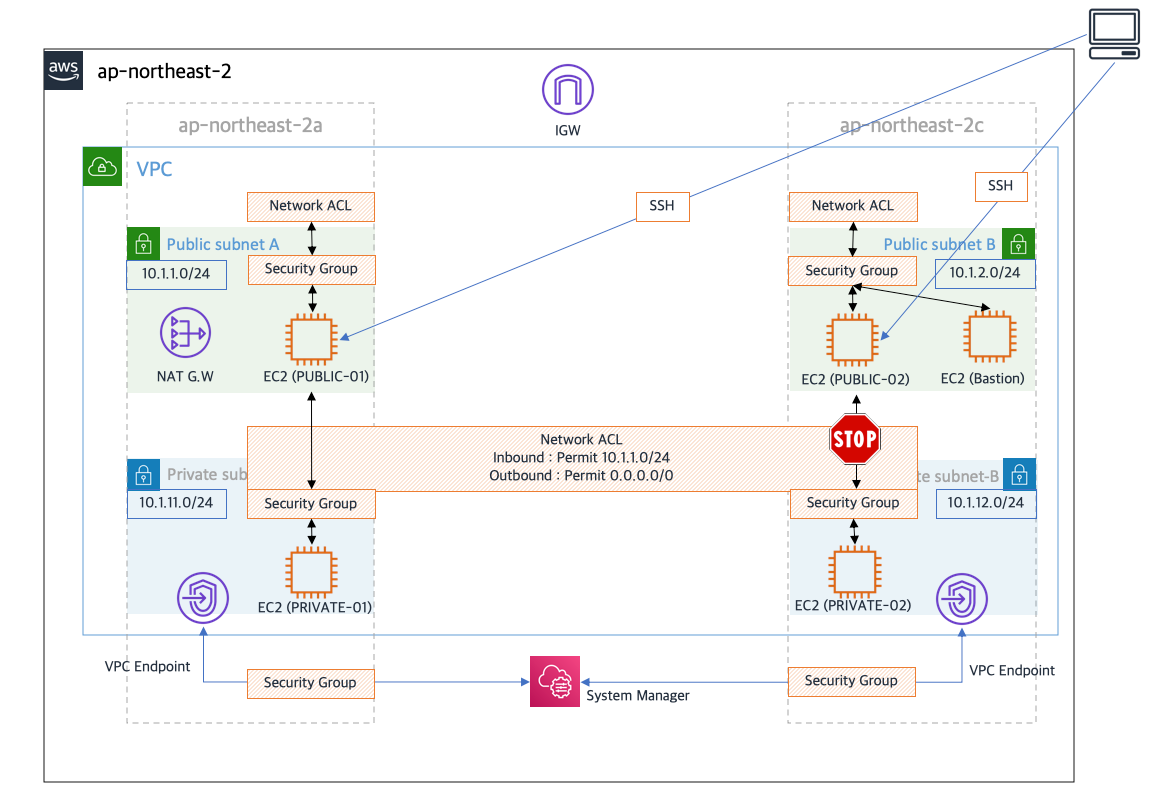 aws
ap-northeast-2
IGW
ap-northeast-2a
ap-northeast-2c
VPC
SSH
SSH
Network ACL
Network ACL
Public subnet A
Public subnet B
10.1.1.0/24
Security Group
Security Group
10.1.2.0/24
NAT G.W
EC2 (PUBLIC-01)
EC2 (PUBLIC-02)
EC2 (Bastion)
Network ACL
Inbound : Permit 10.1.1.0/24
Outbound : Permit 0.0.0.0/0
STOP
Private sub
te subnet-B
10.1.11.0/24
Security Group
Security Group
10.1.12.0/24
EC2 (PRIVATE-01)
EC2 (PRIVATE-02)
VPC Endpoint
VPC Endpoint
Security Group
Security Group
System Manager